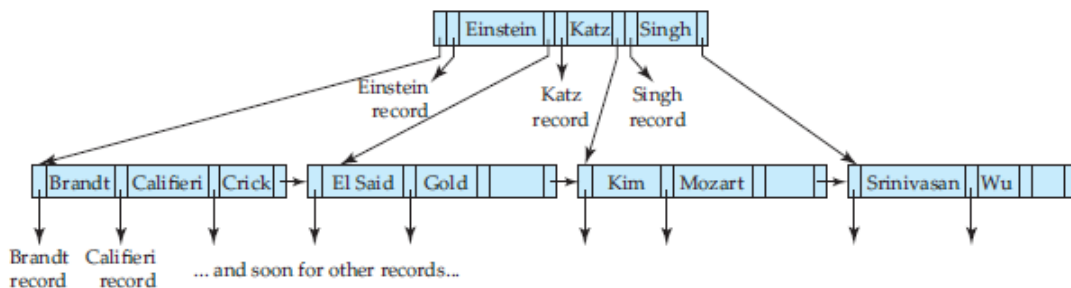 Einstein Katz Singh
Einstein record
Katz record
Singh record
Brandt Califieri Crick El Said Gold Kim Mozart Srinivasan Wu
Brandt record
Califieri record
... and soon for other records...